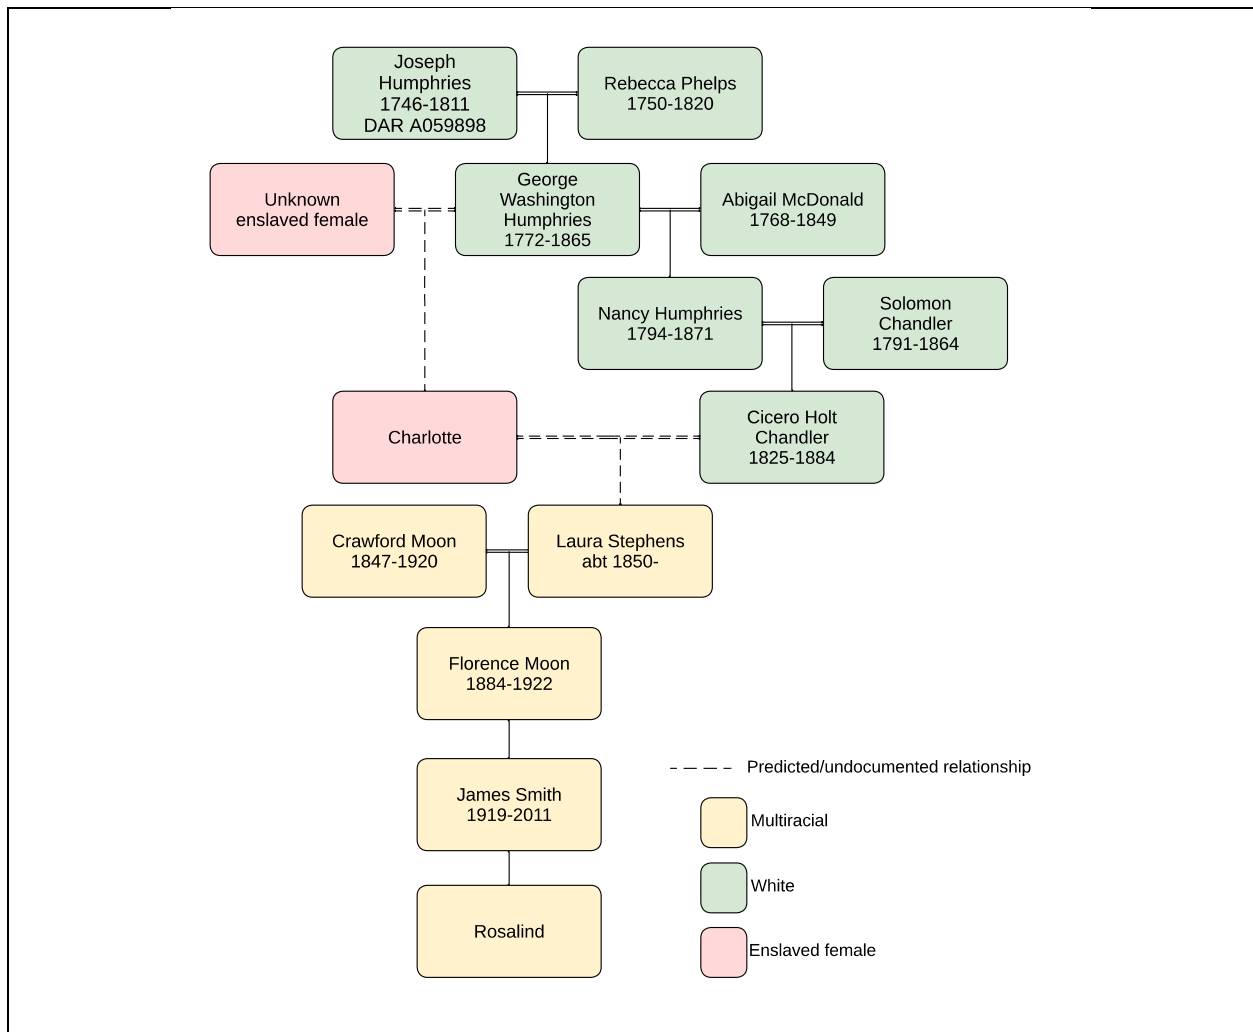 Joseph
Humphries
1746-1811
DAR A059898
Rebecca Phelps
1750-1820
Unknown
enslaved female
George
Washington
Humphries
1772-1865
Abigail McDonald
1768-1849
Nancy Humphries
1794-1871
Solomon
Chandler
1791-1864
Charlotte
Cicero Holt
Chandler
1825-1884
Crawford Moon
1847-1920
Laura Stephens
abt 1850-
Florence Moon
1884-1922
James Smith
1919-2011
Rosalind
Predicted/undocumented relationship
Multiracial
White
Enslaved female